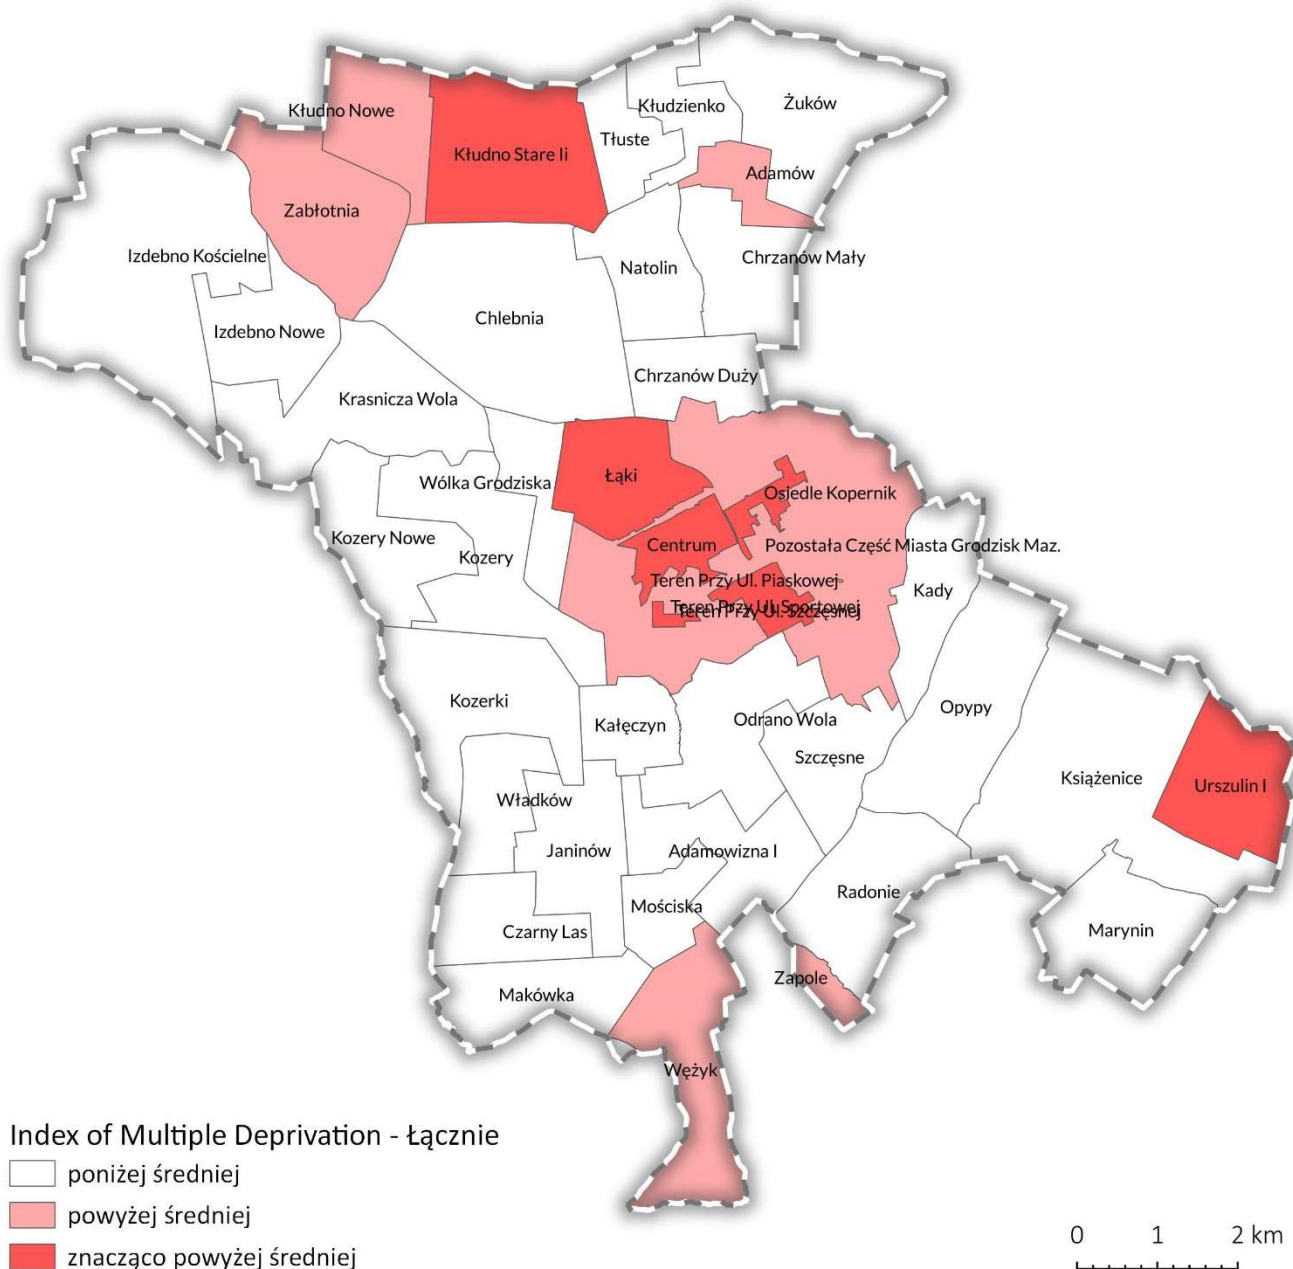 Żuków
Kłudno Nowe
Kłudzienko
Tłuste
Kłudno Stare Ii
Adamów
Zabłotnia
Izdebno Kościelne
Chrzanów Mały
Natolin
Chlebnia
Izdebno Nowe
Chrzanów Duży
Krasnicza Wola
Łąki
Wólka Grodziska
Osiedle Kopernik
Kozery Nowe
Centrum
Pozostała Część Miasta Grodzisk Maz.
Kozery
Teren Przy Ul. Piaskowej
Kady
Teren Przy Ul. Sportowej
Teren Przy Ul. Szczęsnej
Kozerki
Opypy
Kałęczyn
Odrano Wola
Szczęsne
Książenice
Urszulin I
Władków
Janinów
Adamowizna I
Radonie
Mościska
Czarny Las
Marynin
Zapole
Makówka
Wężyk
Index of Multiple Deprivation - Łącznie
poniżej średniej
powyżej średniej
znacząco powyżej średniej
0 1 2 km